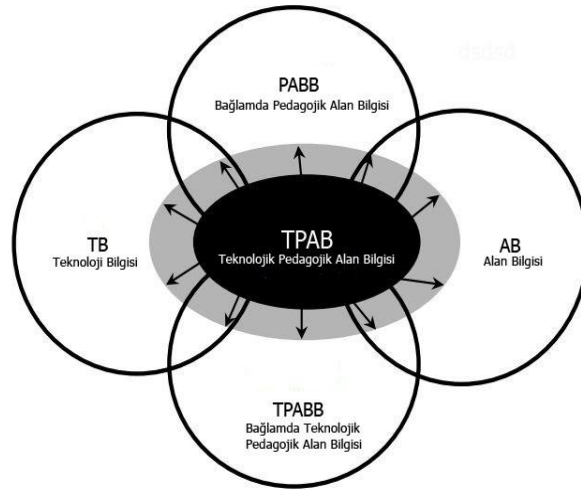 dsdsd
PABB
Bağlamda Pedagojik Alan Bilgisi
TB
Teknoloji Bilgisi
TPAB
Teknolojik Pedagojik Alan Bilgisi
AB
Alan Bilgisi
TPABB
Bağlamda Teknolojik
Pedagojik Alan Bilgisi